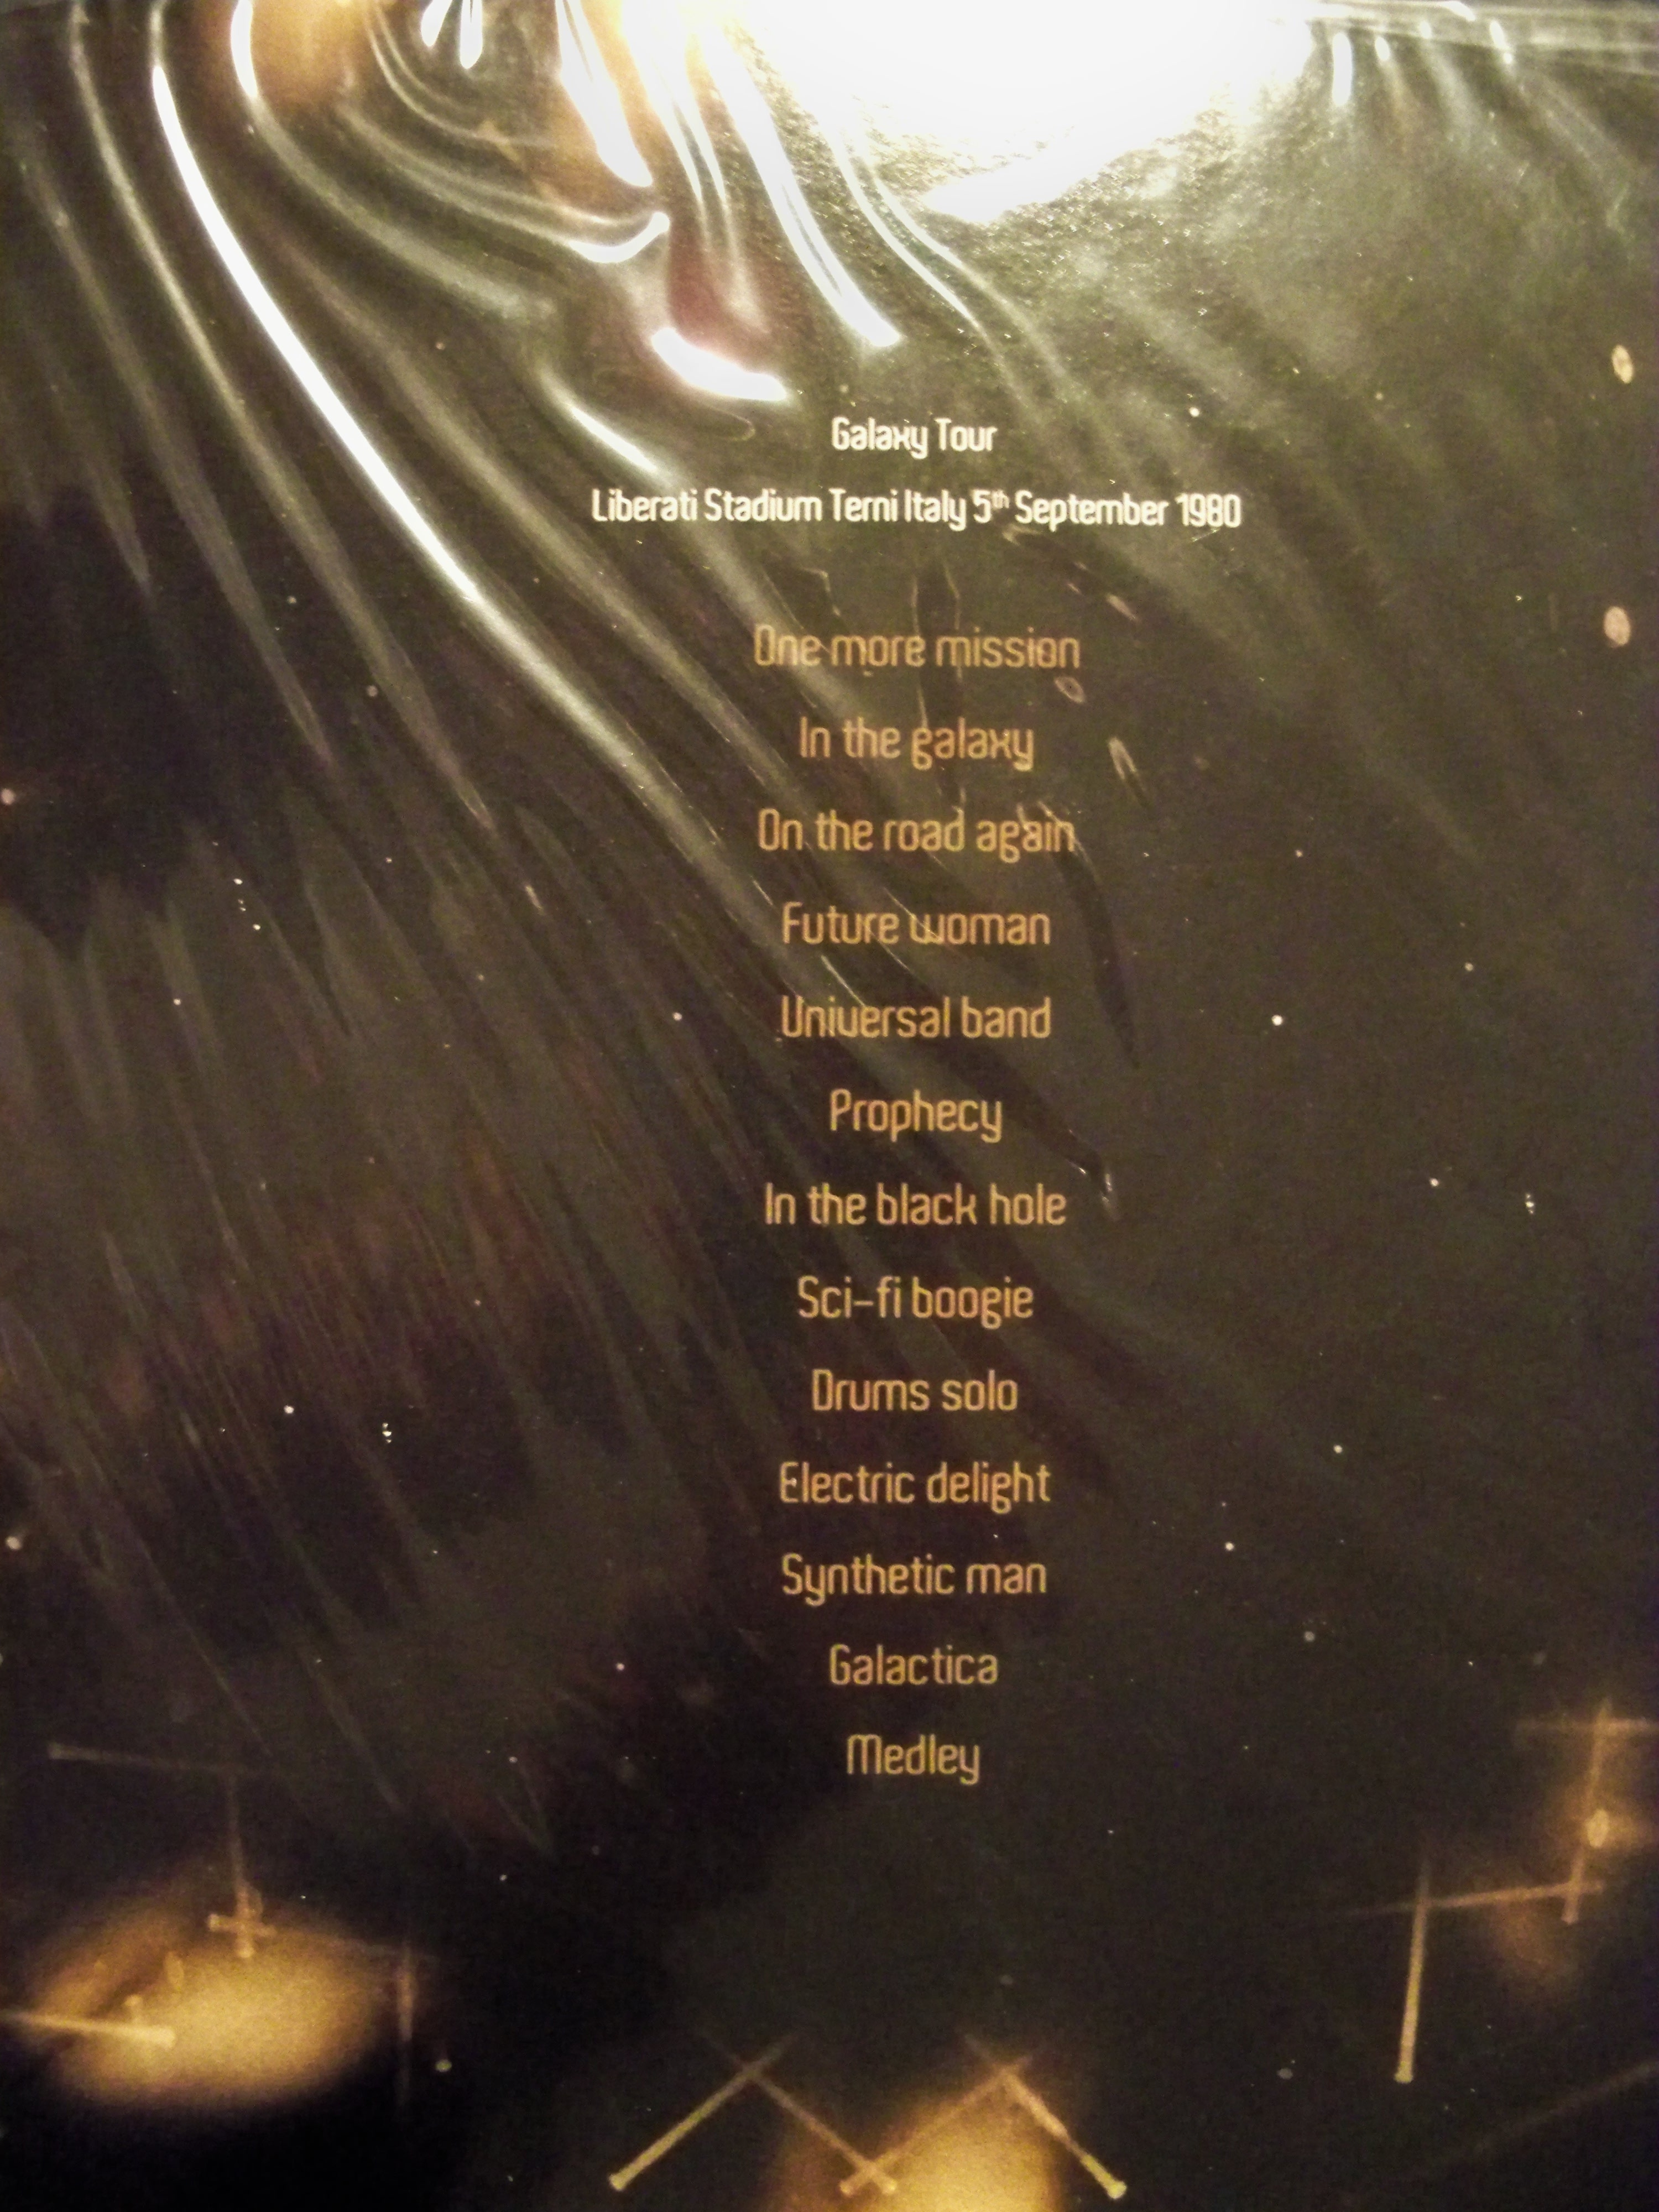 Galaxy Tour
Liberati Stadium Terni Italy 5th September 1980
One more mission
In the galaxy
On the road again
Future woman
Universal band
Prophecy
In the black hole
Sci-fi boogie
Drums solo
Electric delight
Synthetic man
Galactica
Medley